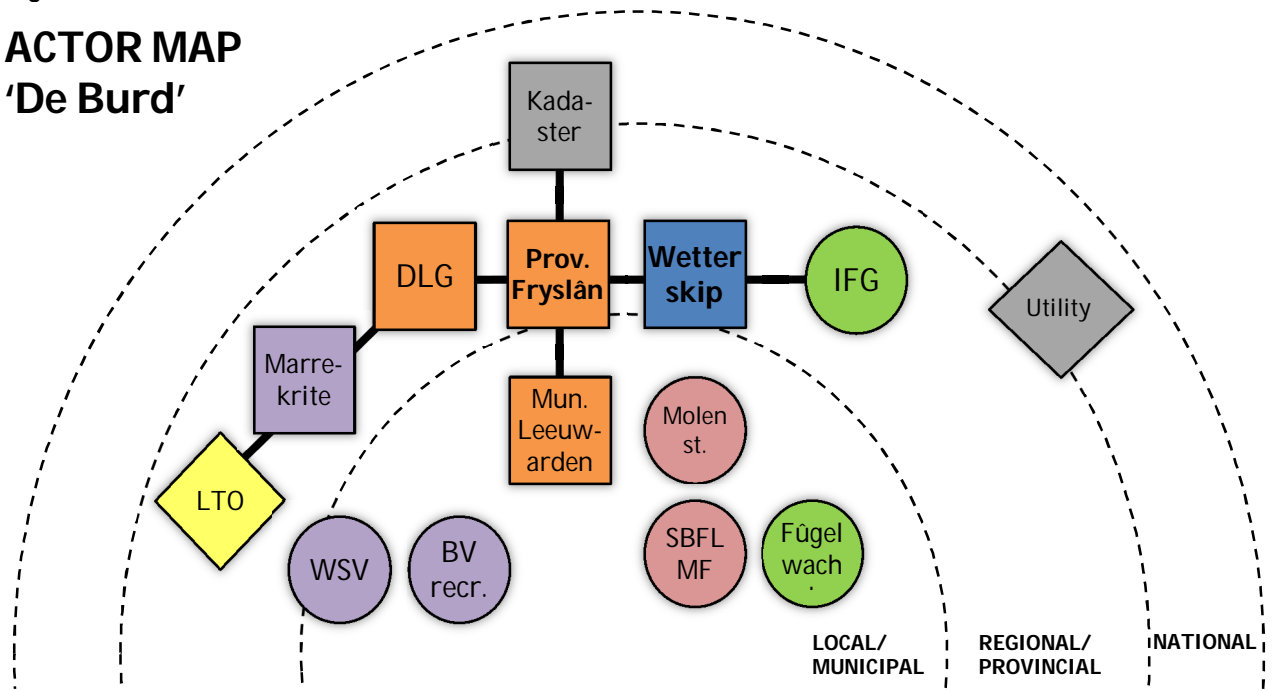 ACTOR MAP
'De Burd'
Kada-
ster
DLG
Prov.
Fryslân
Wetter
skip
IFG
Utility
Marre-
krite
Mun.
Leeuw-
arden
Molen
st.
LTO
WSV
BV
recr.
SBFL
MF
Fûgel
wach
.
LOCAL/
MUNICIPAL
REGIONAL/
PROVINCIAL
NATIONAL